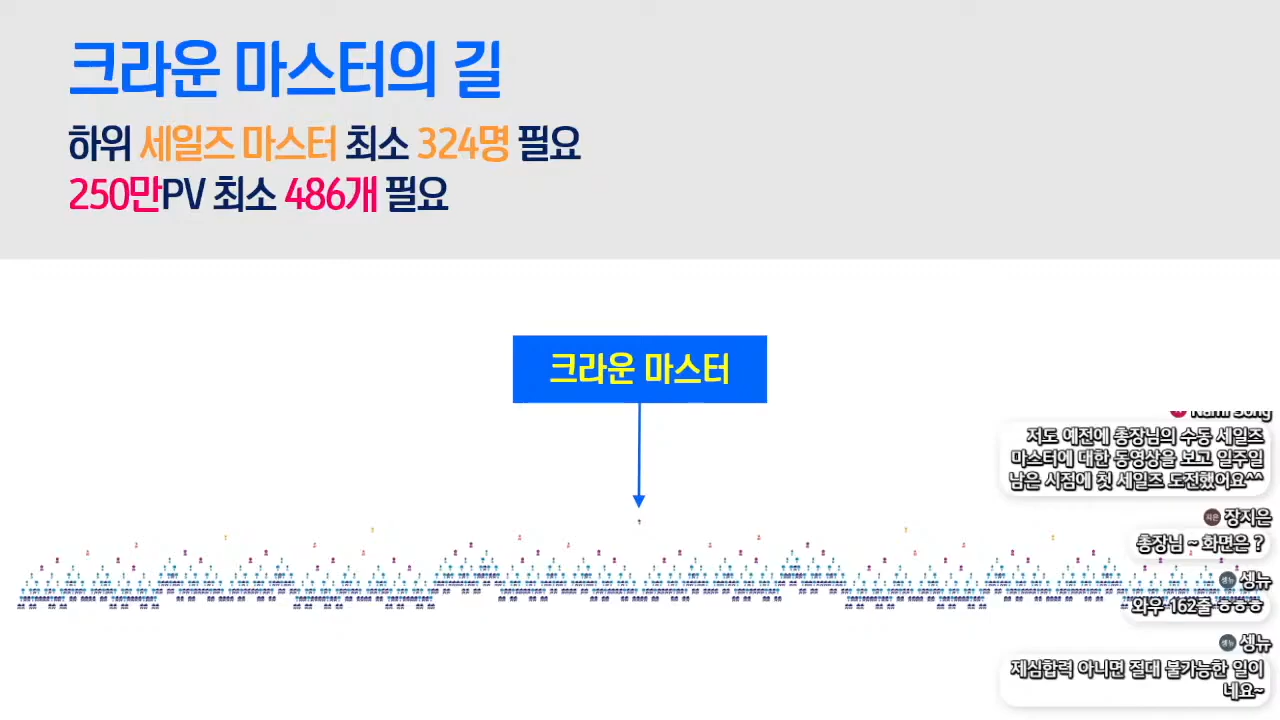 크라운 마스터의 길
하위 세일즈 마스터 최소 324명 필요
250만PV 최소 486개 필요
크라운 마스터
Nami Song
저도 예전에 총장님의 수동 세일즈
마스터에 대한 동영상을 보고 일주일
남은 시점에 첫 세일즈 도전했어요^^
장지은
총장님 ~ 화면은 ?
셍뉴
와우~162줄 ㅎㅎㅎ
셍뉴
제심합력 아니면 절대 불가능한 일이
네요~